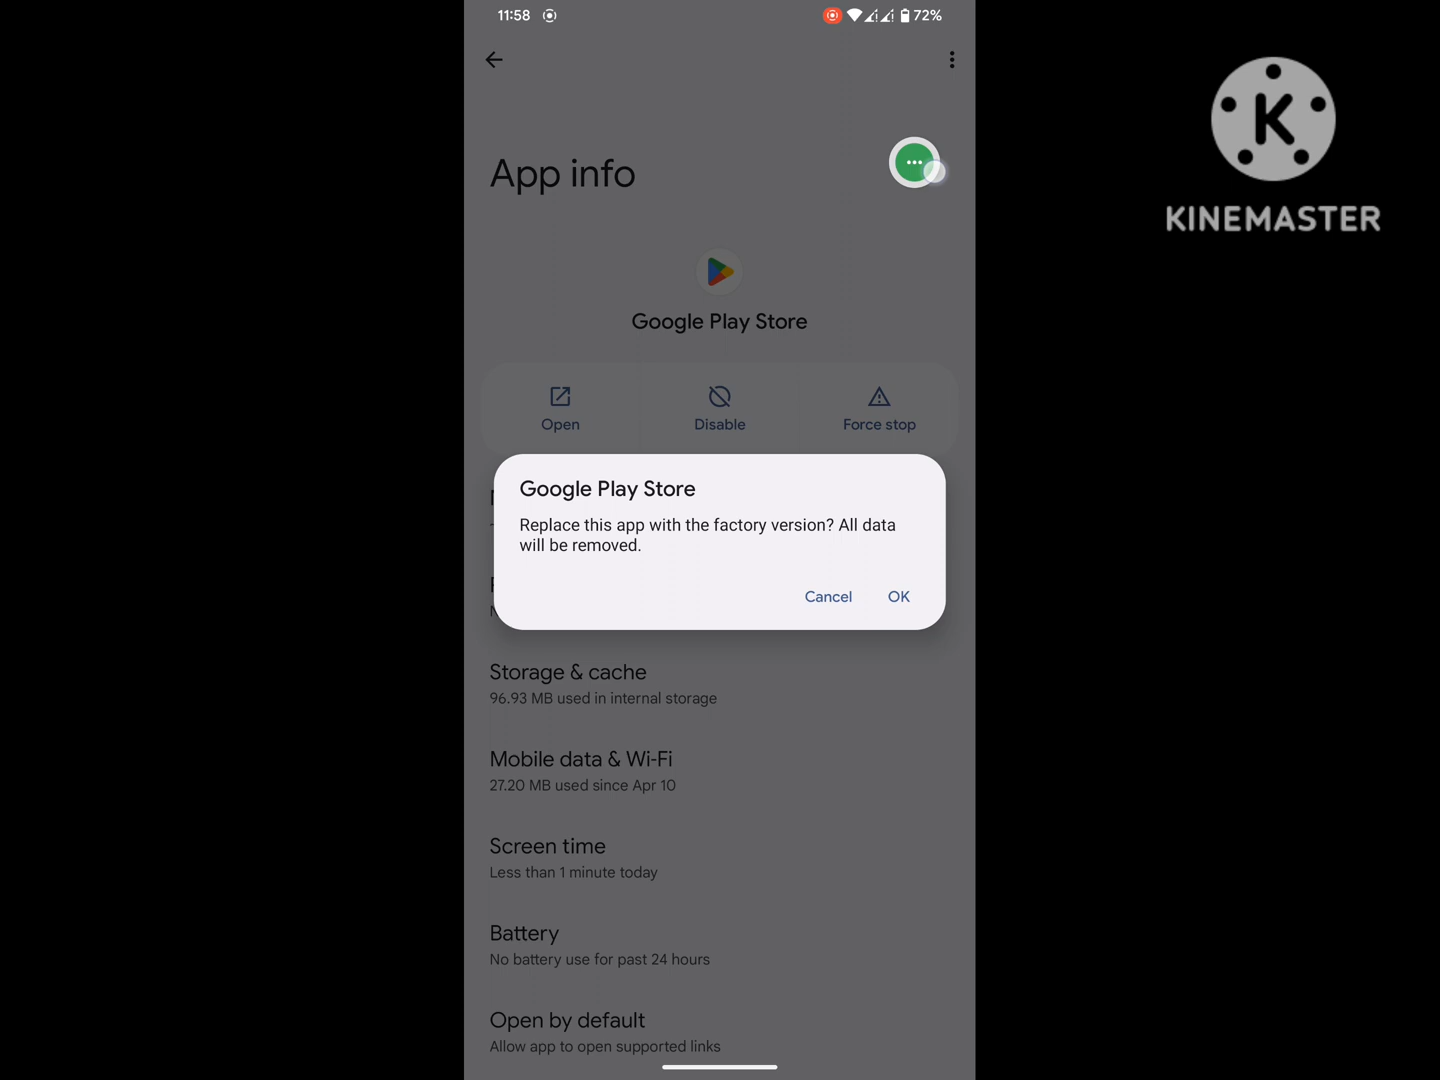 11:58
72%
App info
K
KINEMASTER
Google Play Store
Open
Disable
Force stop
Google Play Store
Replace this app with the factory version? All data
will be removed.
Cancel
OK
Storage & cache
96.93 MB used in internal storage
Mobile data & Wi-Fi
27.20 MB used since Apr 10
Screen time
Less than 1 minute today
Battery
No battery use for past 24 hours
Open by default
Allow app to open supported links